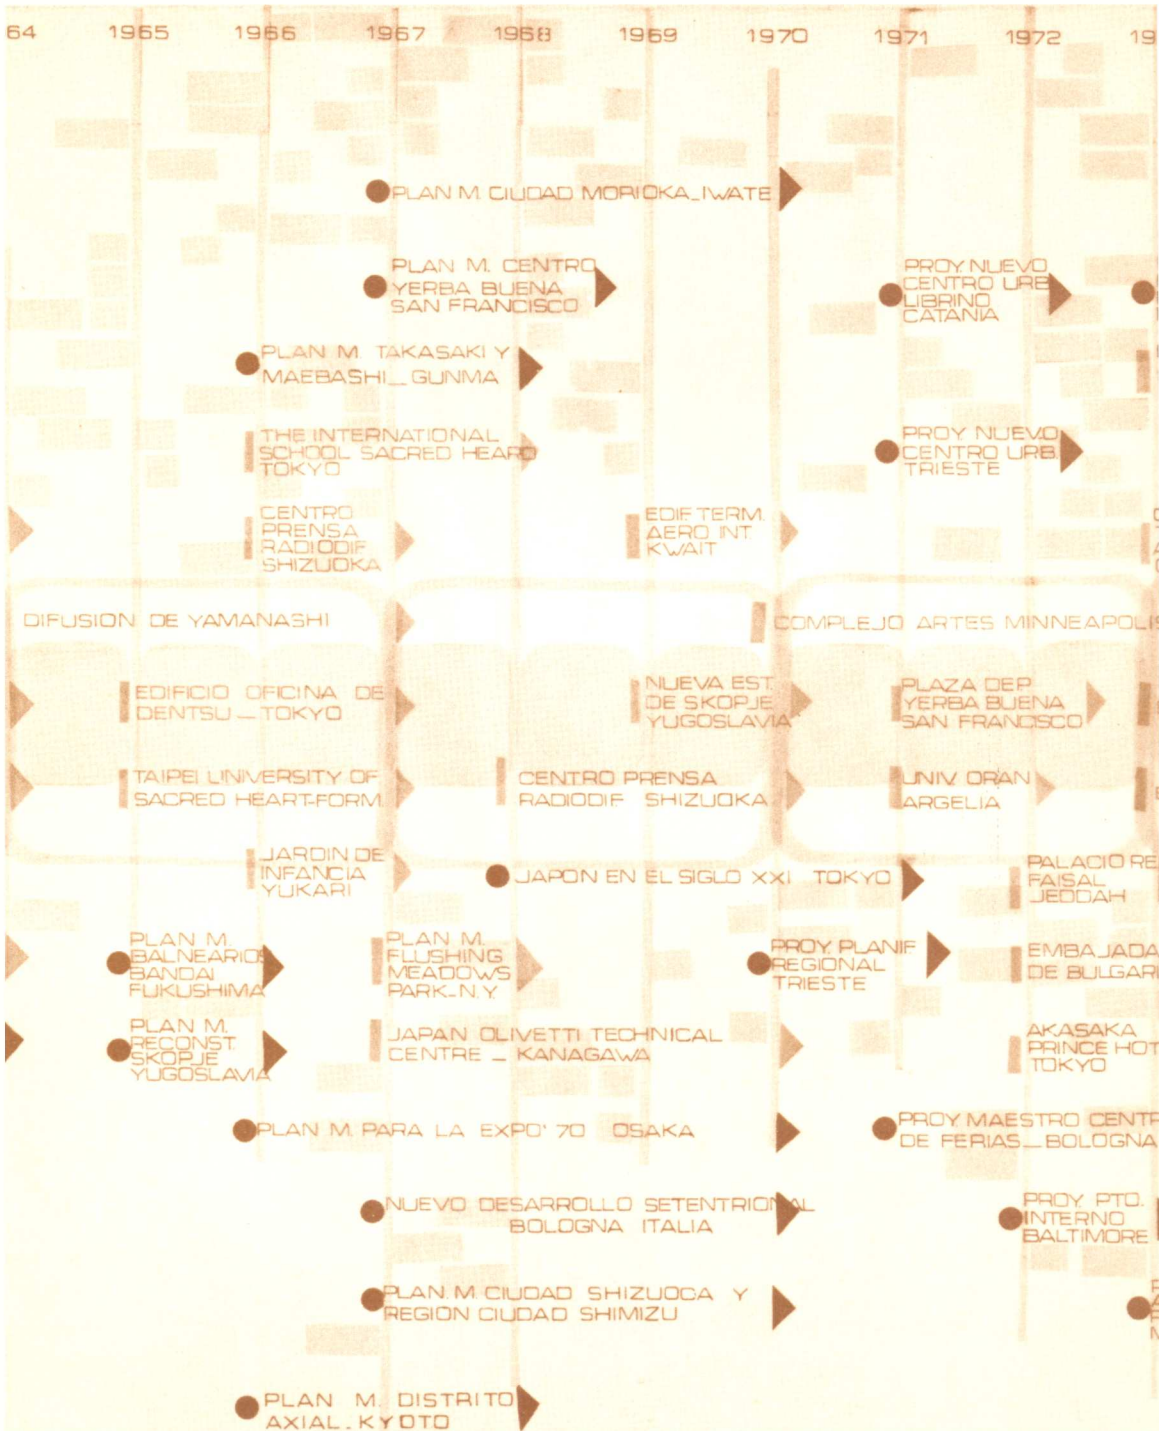 64 1965 1966 1967 1968 1969 1970 1971 1972 19
PLAN M. CIUDAD MORIOKA_IWATE
PLAN M. CENTRO
YERBA BUENA
SAN FRANCISCO
PROY. NUEVO
CENTRO URB.
LIBRINO
CATANIA
PLAN M. TAKASAKI Y
MAEBASHI_GUNMA
THE INTERNATIONAL
SCHOOL SACRED HEARD
TOKYO
PROY. NUEVO
CENTRO URB.
TRIESTE
CENTRO
PRENSA
RADIODIF.
SHIZUOKA
EDIF. TERM.
AERO INT.
KWAIT
DIFUSION DE YAMANASHI
COMPLEJO ARTES MINNEAPOLIS
EDIFICIO OFICINA DE
DENTSU_TOKYO
NUEVA EST.
DE SKOPJE
YUGOSLAVIA
PLAZA DEP.
YERBA BUENA
SAN FRANCISCO
TAIPEI UNIVERSITY OF
SACRED HEART-FORM.
CENTRO PRENSA
RADIODIF. SHIZUOKA
UNIV. ORAN
ARGELIA
JARDIN DE
INFANCIA
YUKARI
JAPON EN EL SIGLO XXI TOKYO
PALACIO RE
FAISAL
JEDDAH
PLAN M.
BALNEARIOS
BANDAI
FUKUSHIMA
PLAN M.
FLUSHING
MEADOWS
PARK_N.Y.
PROY. PLANIF.
REGIONAL
TRIESTE
EMBAJADA
DE BULGARI
PLAN M.
RECONST.
SKOPJE
YUGOSLAVIA
JAPAN OLIVETTI TECHNICAL
CENTRE _ KANAGAWA
AKASAKA
PRINCE HOT
TOKYO
PLAN M. PARA LA EXPO' 70 OSAKA
PROY MAESTRO CENTR
DE FERIAS_BOLOGNA
NUEVO DESARROLLO SETENTRIONAL
BOLOGNA ITALIA
PROY. PTO.
INTERNO
BALTIMORE
PLAN. M. CIUDAD SHIZUOCA Y
REGION CIUDAD SHIMIZU
PLAN M. DISTRITO
AXIAL_KYOTO